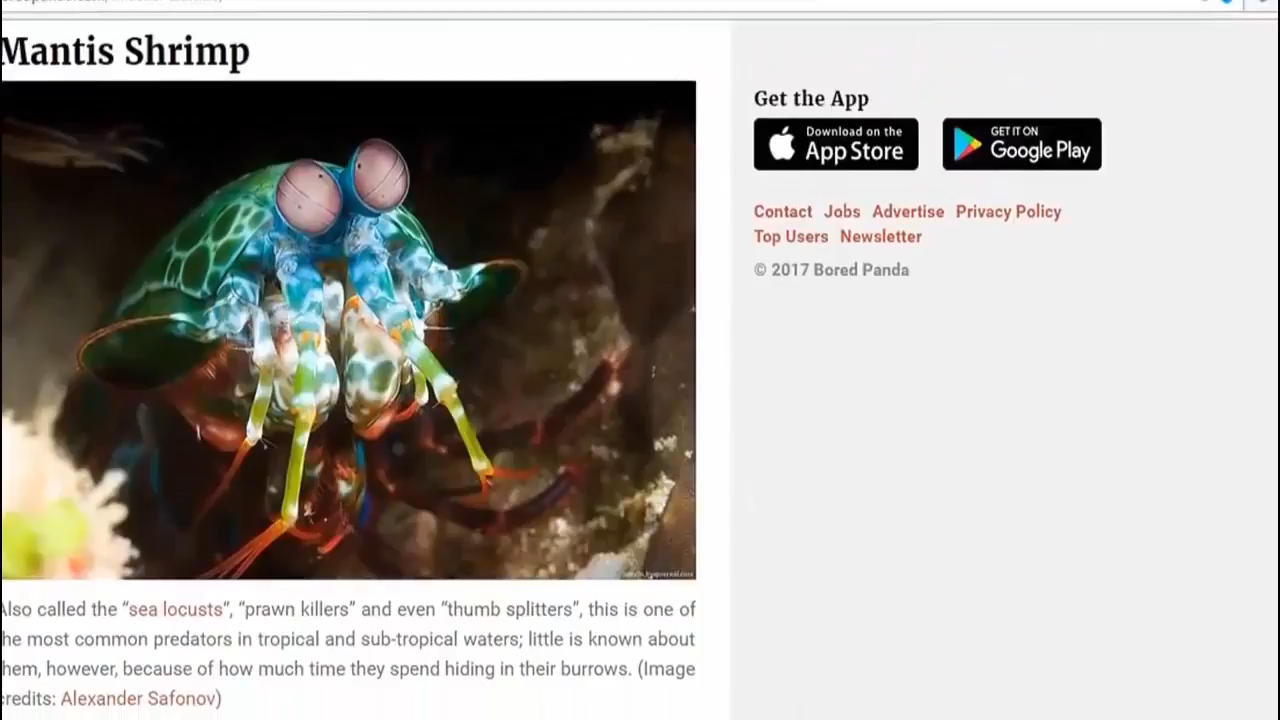 Mantis Shrimp
Get the App
Download on the
App Store
GET IT ON
Google Play
Contact Jobs Advertise Privacy Policy
Top Users Newsletter
© 2017 Bored Panda
Also called the “sea locusts“, “prawn killers” and even “thumb splitters”, this is one of
he most common predators in tropical and sub-tropical waters; little is known about
hem, however, because of how much time they spend hiding in their burrows. (Image
credits: Alexander Safonov)